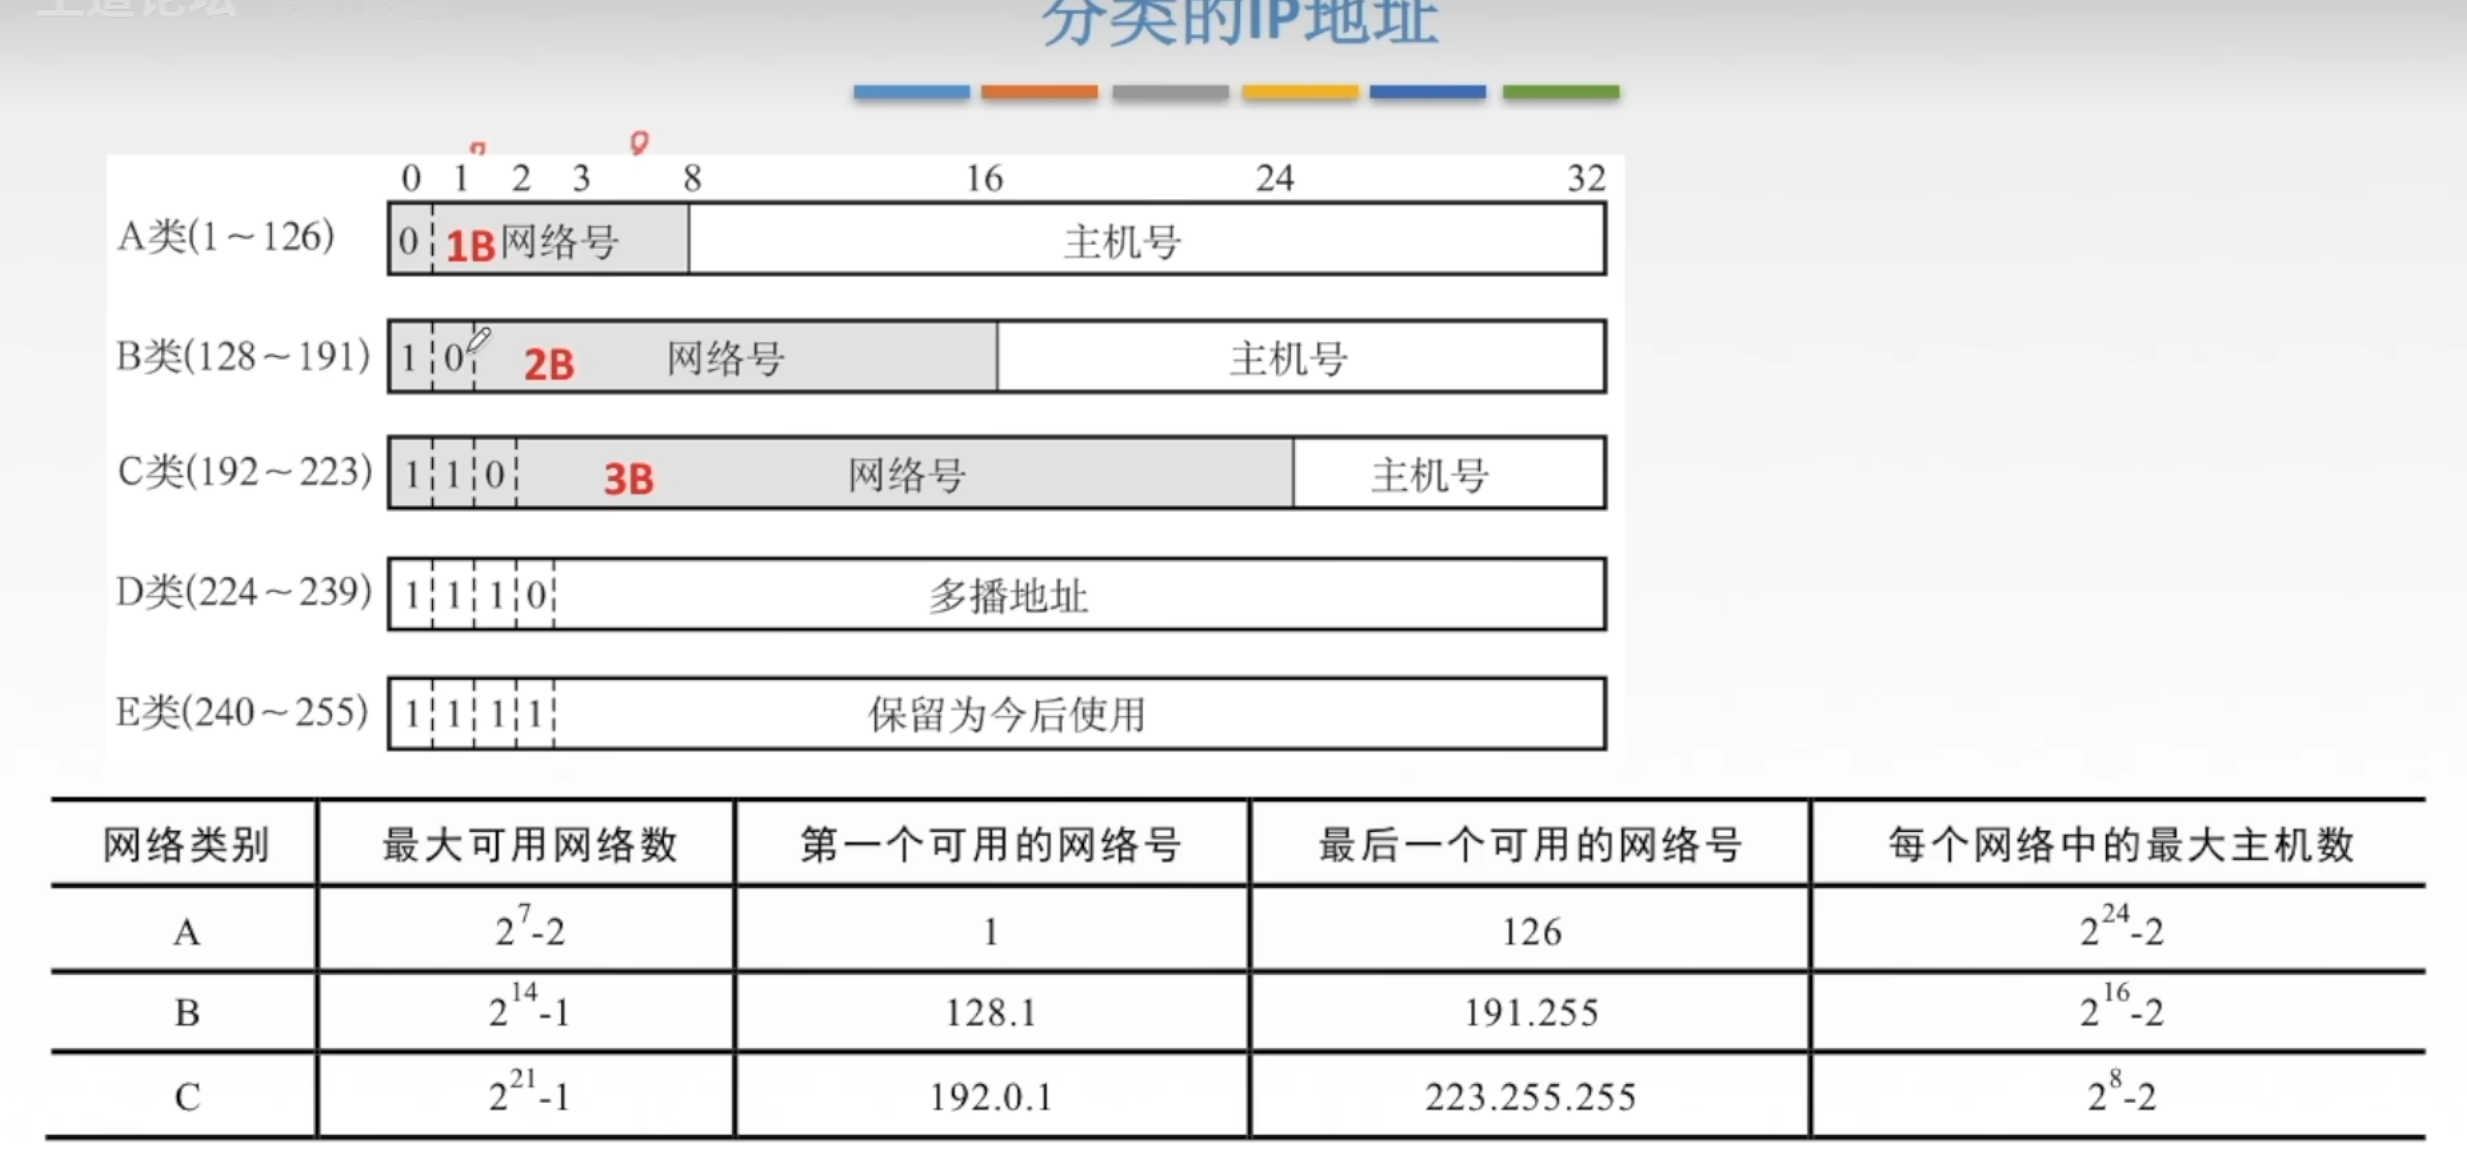 分类的IP地址
0 1 2 3 8 16 24 32
A类(1～126) 0 1B 网络号 主机号
B类(128～191) 1 0 2B 网络号 主机号
C类(192～223) 1 1 0 3B 网络号 主机号
D类(224～239) 1 1 1 0 多播地址
E类(240～255) 1 1 1 1 保留为今后使用
网络类别 最大可用网络数 第一个可用的网络号 最后一个可用的网络号 每个网络中的最大主机数
A 2^7-2 1 126 2^24-2
B 2^14-1 128.1 191.255 2^16-2
C 2^21-1 192.0.1 223.255.255 2^8-2